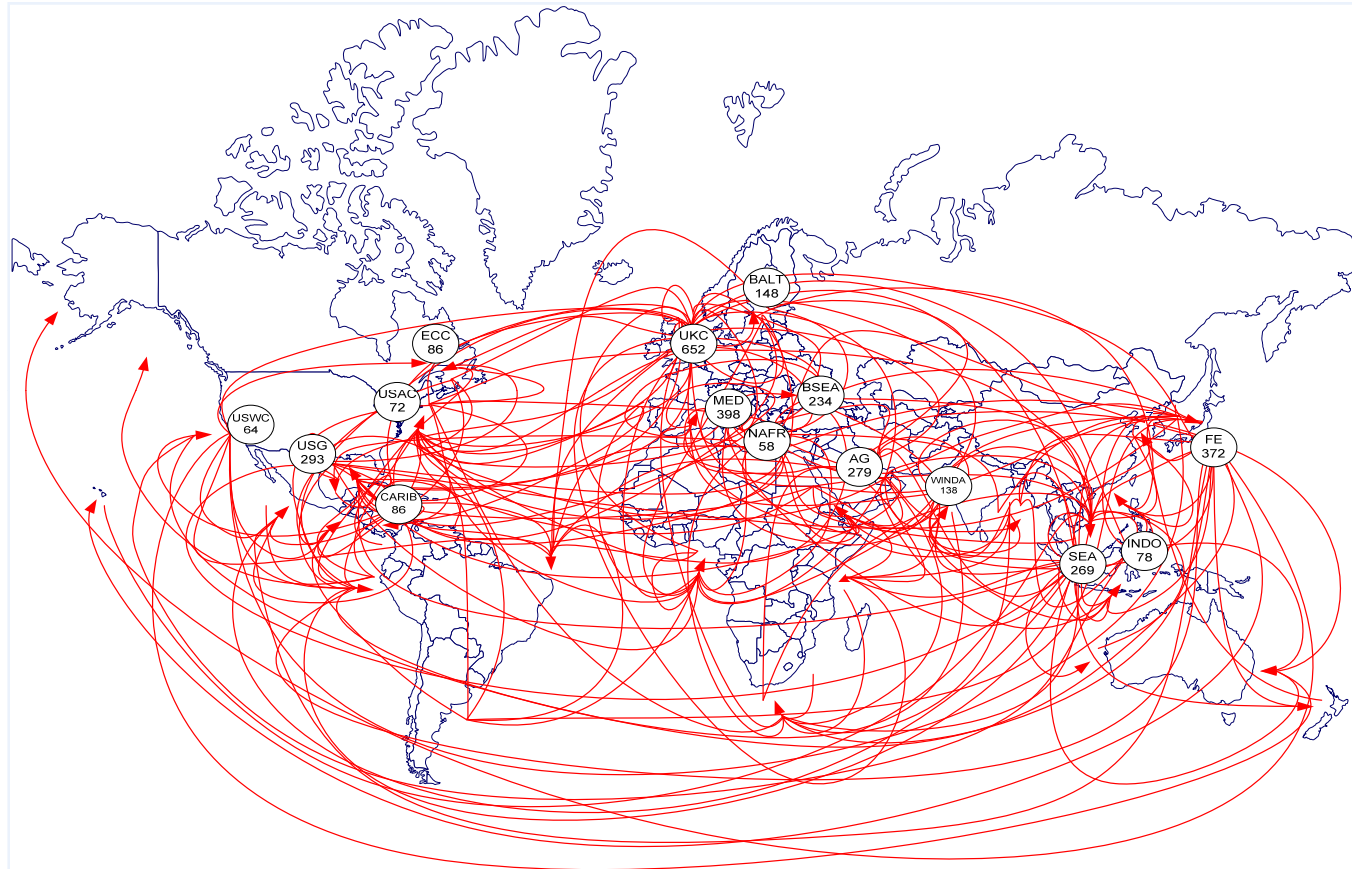 BALT
148
ECC
86
UKC
652
USAC
72
BSEA
234
MED
398
USWC
64
NAFR
58
USG
293
FE
372
AG
279
WINDA
138
CARIB
86
INDO
78
SEA
269